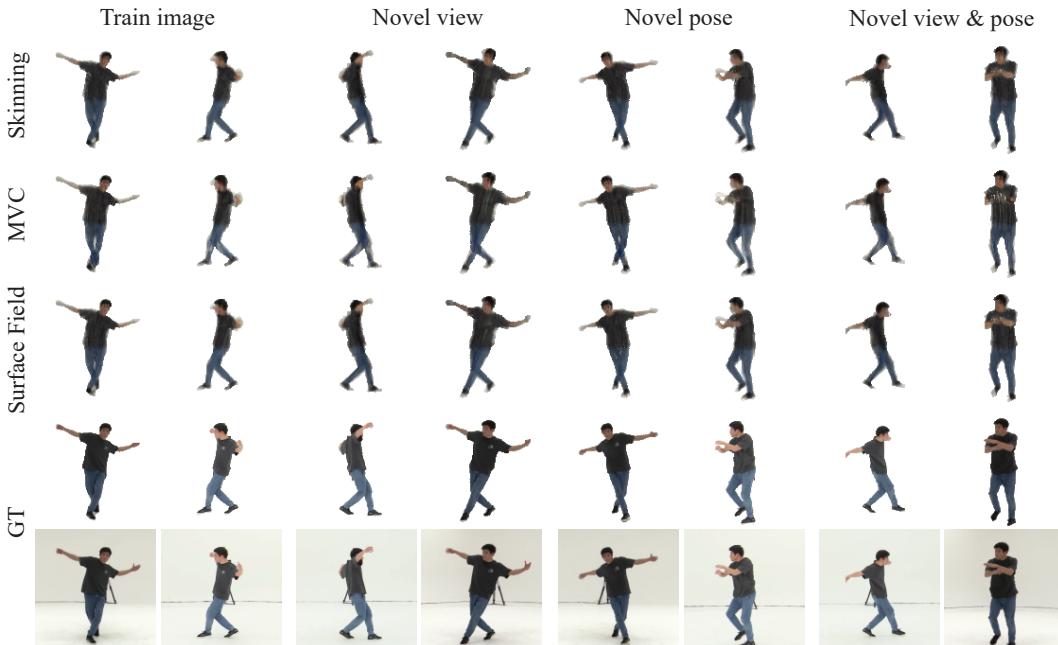 Train image
Novel view
Novel pose
Novel view & pose
Skinning
MVC
Surface Field
GT